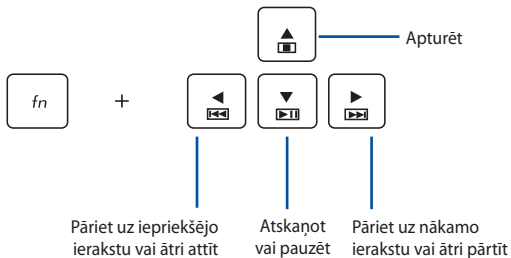 Apturēt
fn +
Pāriet uz iepriekšējo
ierakstu vai ātri attīt
Atskaņot
vai pauzēt
Pāriet uz nākamo
ierakstu vai ātri pārtīt